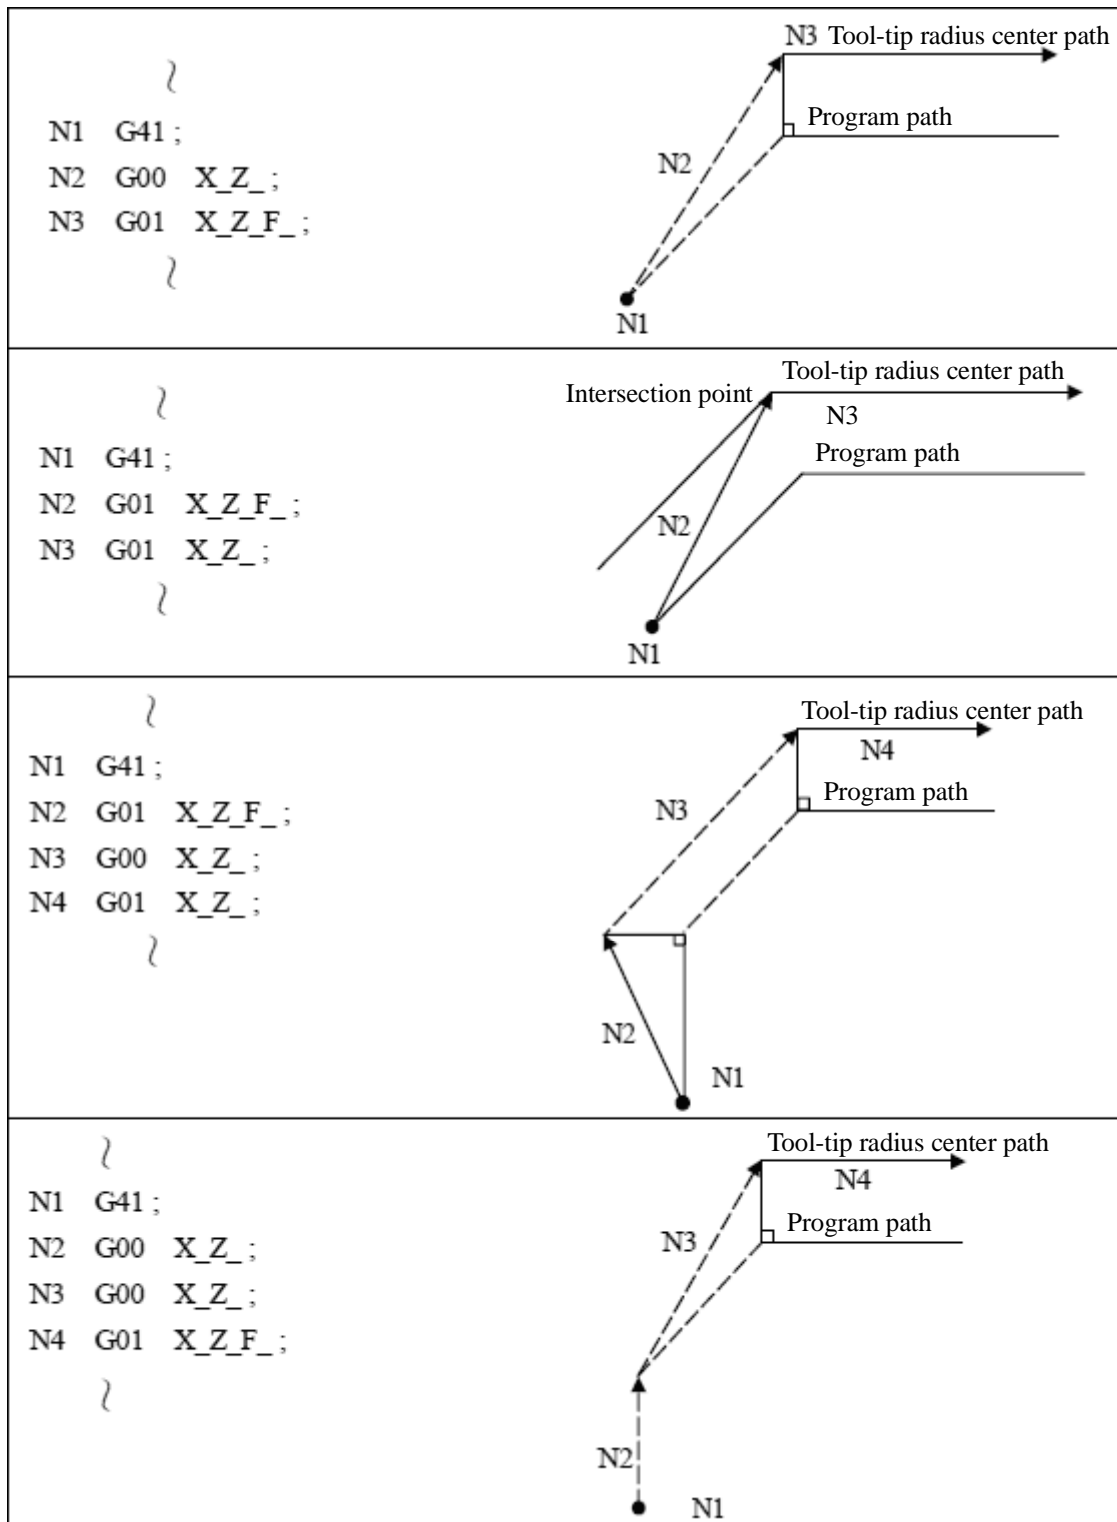 N1 G41 ;
N2 G00 X_Z_ ;
N3 G01 X_Z_F_ ;
N3 Tool-tip radius center path
Program path
N2
N1
N1 G41 ;
N2 G01 X_Z_F_ ;
N3 G01 X_Z_ ;
Tool-tip radius center path
Intersection point
N3
Program path
N2
N1
N1 G41 ;
N2 G01 X_Z_F_ ;
N3 G00 X_Z_ ;
N4 G01 X_Z_ ;
Tool-tip radius center path
N4
Program path
N3
N2
N1
N1 G41 ;
N2 G00 X_Z_ ;
N3 G00 X_Z_ ;
N4 G01 X_Z_F_ ;
Tool-tip radius center path
N4
Program path
N3
N2
N1